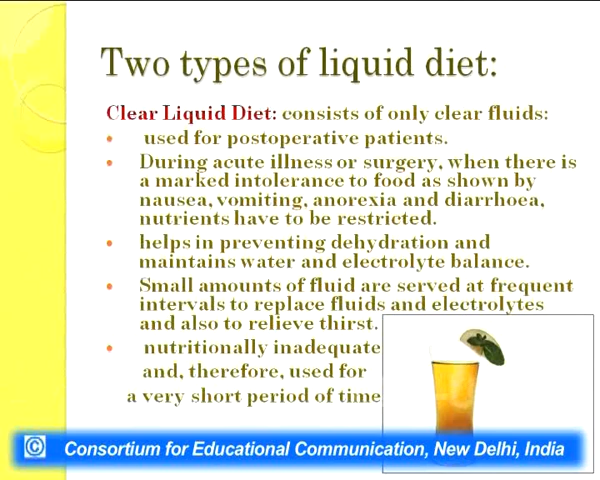 Two types of liquid diet:
Clear Liquid Diet: consists of only clear fluids:
• used for postoperative patients.
• During acute illness or surgery, when there is
a marked intolerance to food as shown by
nausea, vomiting, anorexia and diarrhoea,
nutrients have to be restricted.
• helps in preventing dehydration and
maintains water and electrolyte balance.
• Small amounts of fluid are served at frequent
intervals to replace fluids and electrolytes
and also to relieve thirst.
• nutritionally inadequate
and, therefore, used for
a very short period of time
© Consortium for Educational Communication, New Delhi, India